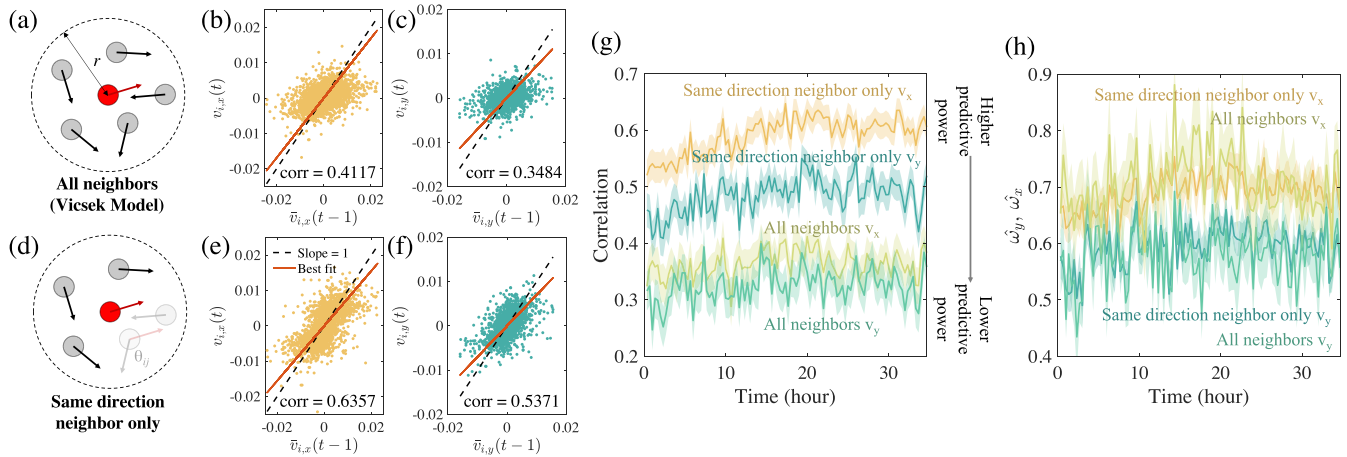 (a)
r
All neighbors
(Vicsek Model)
(b)
0.02
0.01
0
-0.01
-0.02
v_{i,x}(t)
corr = 0.4117
-0.02
0
0.02
v̄_{i,x}(t − 1)
(c)
0.02
0.01
0
-0.01
-0.02
v_{i,y}(t)
corr = 0.3484
-0.02
0
0.02
v̄_{i,y}(t − 1)
(d)
θ_{ij}
Same direction
neighbor only
(e)
0.02
0.01
0
-0.01
-0.02
v_{i,x}(t)
Slope = 1
Best fit
corr = 0.6357
-0.02
0
0.02
v̄_{i,x}(t − 1)
(f)
0.02
0.01
0
-0.01
-0.02
v_{i,y}(t)
corr = 0.5371
-0.02
0
0.02
v̄_{i,y}(t − 1)
(g)
0.7
0.6
0.5
0.4
0.3
0.2
Correlation
Same direction neighbor only v_x
Same direction neighbor only v_y
All neighbors v_x
All neighbors v_y
0
10
20
30
Time (hour)
Higher
predictive
power
Lower
predictive
power
(h)
0.9
0.8
0.7
0.6
0.5
0.4
ω̂_y, ω̂_x
Same direction neighbor only v_x
All neighbors v_x
Same direction neighbor only v_y
All neighbors v_y
0
10
20
30
Time (hour)